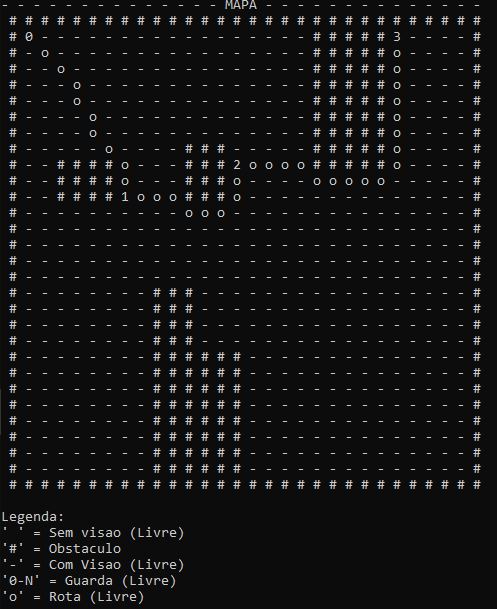 - - - - - - - - - - - - - - MAPA - - - - - - - - - - - - - -
# # # # # # # # # # # # # # # # # # # # # # # # # # # # # #
# 0 - - - - - - - - - - - - - - - - - # # # # # 3 - - - - #
# - o - - - - - - - - - - - - - - - - # # # # # o - - - - #
# - - o - - - - - - - - - - - - - - - # # # # # o - - - - #
# - - - o - - - - - - - - - - - - - - # # # # # o - - - - #
# - - - o - - - - - - - - - - - - - - # # # # # o - - - - #
# - - - - o - - - - - - - - - - - - - # # # # # o - - - - #
# - - - - o - - - - - - - - - - - - - # # # # # o - - - - #
# - - - - - o - - - - # # # - - - - - # # # # # o - - - - #
# - - # # # # o - - - # # # 2 o o o o # # # # # o - - - - #
# - - # # # # o - - - # # # o - - - - o o o o o - - - - - #
# - - # # # # 1 o o o # # # o - - - - - - - - - - - - - - #
# - - - - - - - - - - o o o - - - - - - - - - - - - - - - #
# - - - - - - - - - - - - - - - - - - - - - - - - - - - - #
# - - - - - - - - - - - - - - - - - - - - - - - - - - - - #
# - - - - - - - - - - - - - - - - - - - - - - - - - - - - #
# - - - - - - - - - - - - - - - - - - - - - - - - - - - - #
# - - - - - - - - # # # - - - - - - - - - - - - - - - - - #
# - - - - - - - - # # # - - - - - - - - - - - - - - - - - #
# - - - - - - - - # # # - - - - - - - - - - - - - - - - - #
# - - - - - - - - # # # - - - - - - - - - - - - - - - - - #
# - - - - - - - - # # # # # # - - - - - - - - - - - - - - #
# - - - - - - - - # # # # # # - - - - - - - - - - - - - - #
# - - - - - - - - # # # # # # - - - - - - - - - - - - - - #
# - - - - - - - - # # # # # # - - - - - - - - - - - - - - #
# - - - - - - - - # # # # # # - - - - - - - - - - - - - - #
# - - - - - - - - # # # # # # - - - - - - - - - - - - - - #
# - - - - - - - - # # # # # # - - - - - - - - - - - - - - #
# - - - - - - - - # # # # # # - - - - - - - - - - - - - - #
# # # # # # # # # # # # # # # # # # # # # # # # # # # # # #
Legenda:
' ' = Sem visao (Livre)
'#' = Obstaculo
'-' = Com Visao (Livre)
'0-N' = Guarda (Livre)
'o' = Rota (Livre)